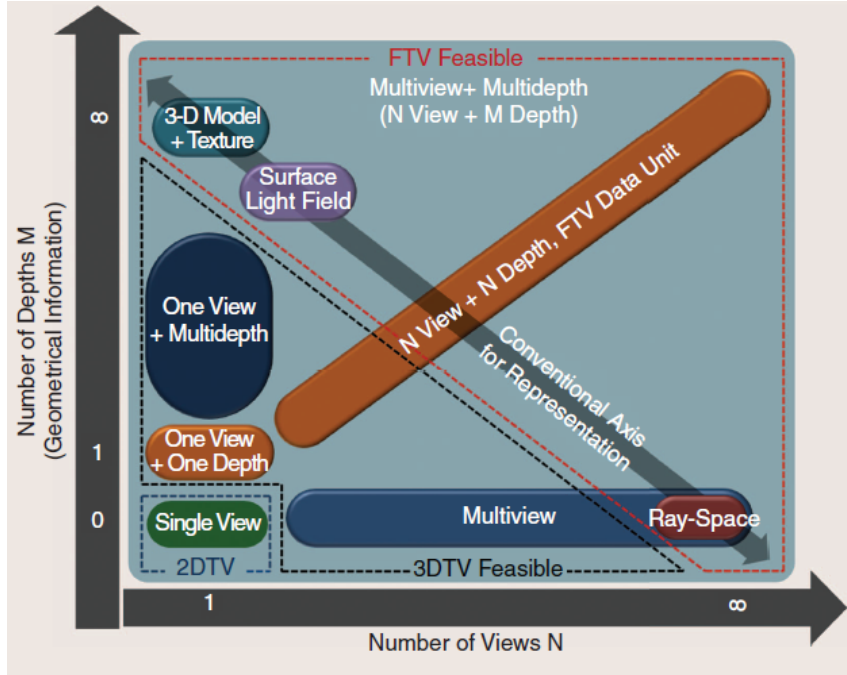 FTV Feasible
Multiview+ Multidepth
(N View + M Depth)
3-D Model
+ Texture
Surface
Light Field
N View + N Depth, FTV Data Unit
One View
+ Multidepth
Conventional Axis
for Representation
One View
+ One Depth
Single View
Multiview
Ray-Space
2DTV
3DTV Feasible
Number of Depths M
(Geometrical Information)
∞
1
0
1
∞
Number of Views N